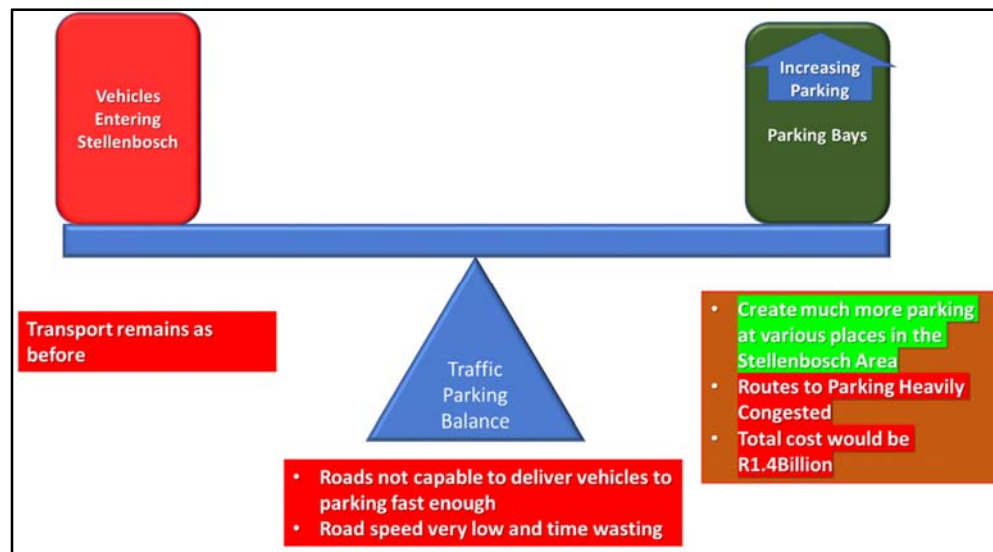 Vehicles
Entering
Stellenbosch
Increasing
Parking
Parking Bays
Transport remains as
before
Traffic
Parking
Balance
• Create much more parking
at various places in the
Stellenbosch Area
• Routes to Parking Heavily
Congested
• Total cost would be
R1.4Billion
• Roads not capable to deliver vehicles to
parking fast enough
• Road speed very low and time wasting